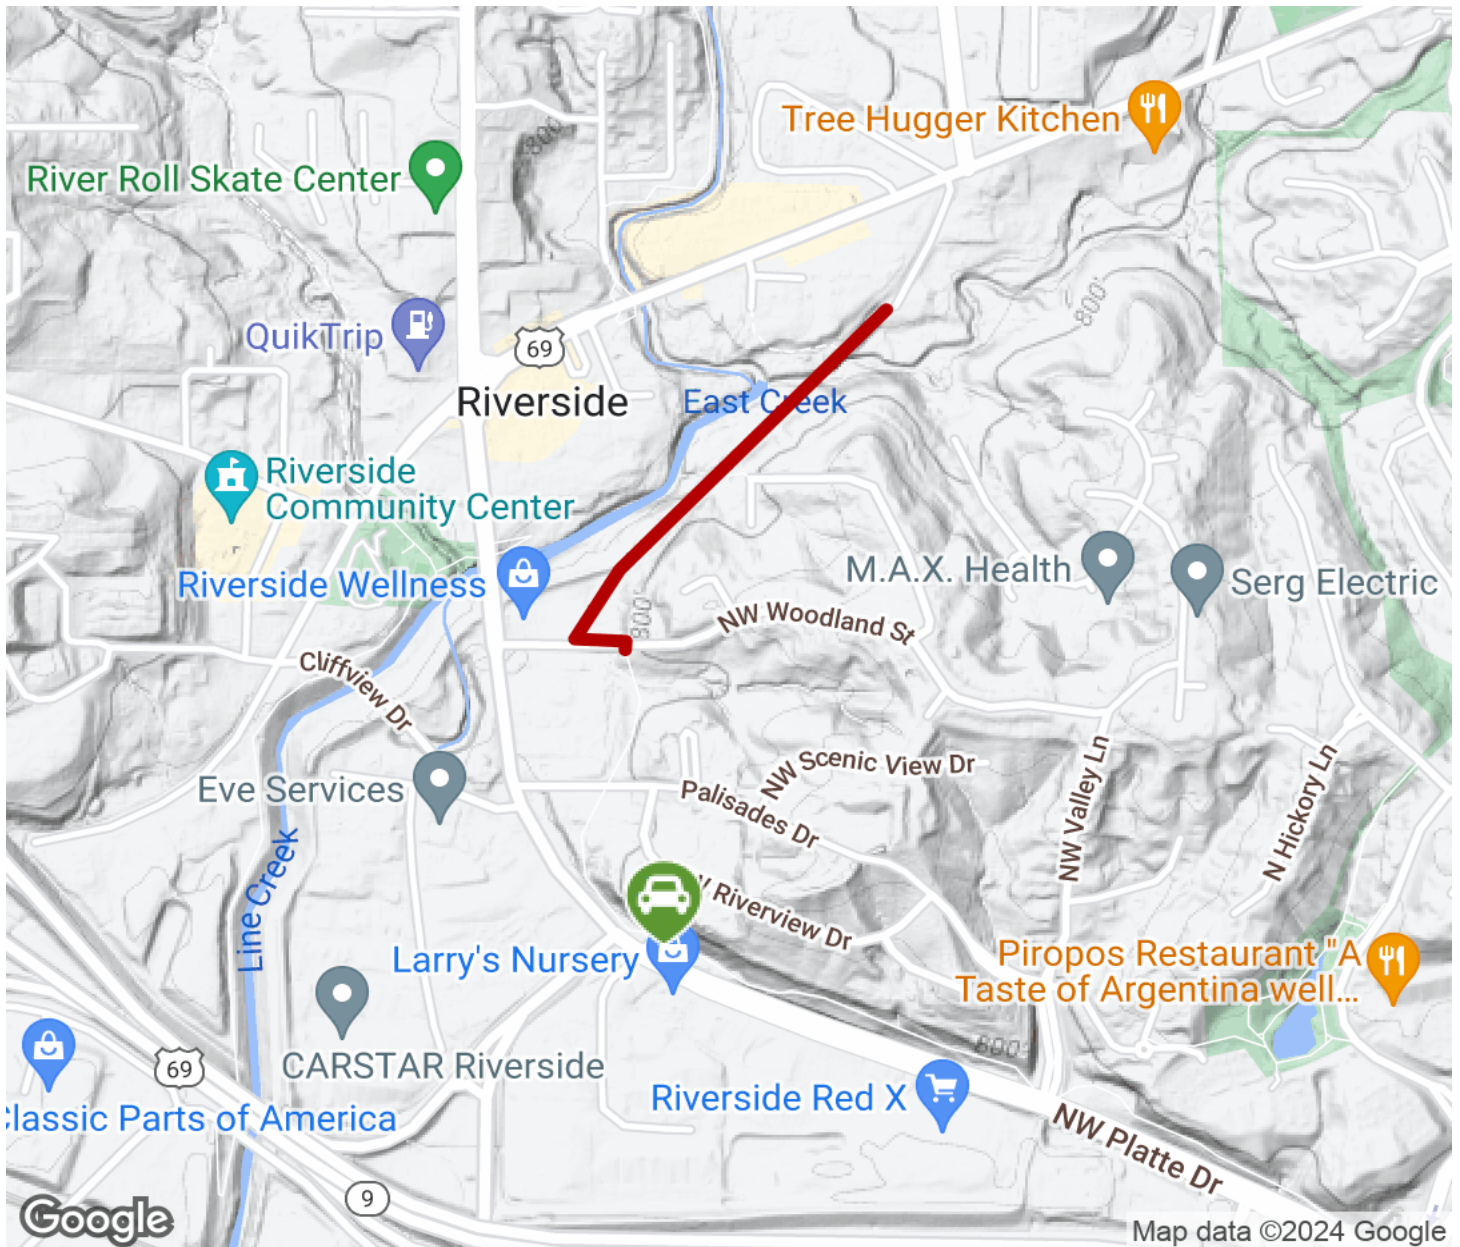 Tree Hugger Kitchen
800'
River Roll Skate Center
800'
QuikTrip
69
Riverside
East Creek
Riverside
Community Center
M.A.X. Health
Serg Electric
Riverside Wellness
800'
NW Woodland St
Cliffview Dr
NW Scenic View Dr
NW Valley Ln
N Hickory Ln
Eve Services
Palisades Dr
Line Creek
Riverview Dr
Larry's Nursery
Piropos Restaurant "A
Taste of Argentina well...
CARSTAR Riverside
800'
69
Classic Parts of America
Riverside Red X
NW Platte Dr
9
Google
Map data ©2024 Google